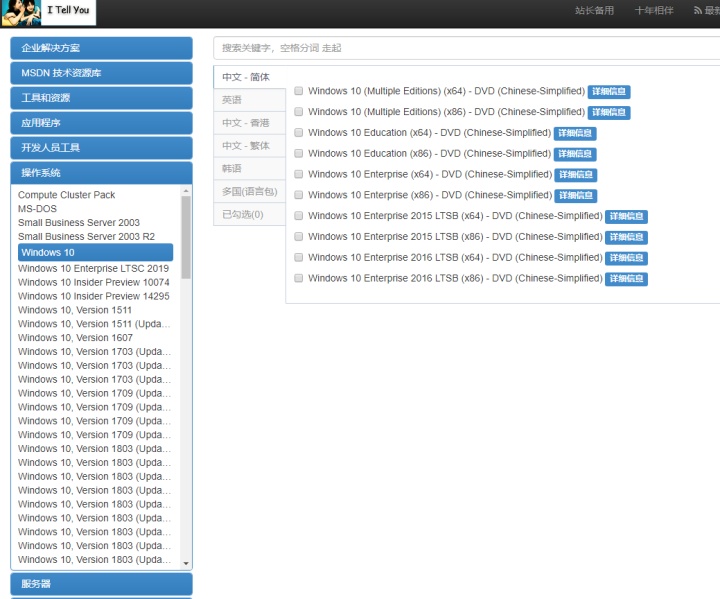 I Tell You
站长备用 十年相伴 最新
企业解决方案
MSDN 技术资源库
工具和资源
应用程序
开发人员工具
操作系统
Compute Cluster Pack
MS-DOS
Small Business Server 2003
Small Business Server 2003 R2
Windows 10
Windows 10 Enterprise LTSC 2019
Windows 10 Insider Preview 10074
Windows 10 Insider Preview 14295
Windows 10, Version 1511
Windows 10, Version 1511 (Upda...
Windows 10, Version 1607
Windows 10, Version 1703 (Upda...
Windows 10, Version 1703 (Upda...
Windows 10, Version 1703 (Upda...
Windows 10, Version 1709 (Upda...
Windows 10, Version 1709 (Upda...
Windows 10, Version 1709 (Upda...
Windows 10, Version 1709 (Upda...
Windows 10, Version 1803 (Upda...
Windows 10, Version 1803 (Upda...
Windows 10, Version 1803 (Upda...
Windows 10, Version 1803 (Upda...
Windows 10, Version 1803 (Upda...
Windows 10, Version 1803 (Upda...
Windows 10, Version 1803 (Upda...
Windows 10, Version 1803 (Upda...
Windows 10, Version 1803 (Upda...
服务器
搜索关键字，空格分词 走起
中文 - 简体
英语
中文 - 香港
中文 - 繁体
韩语
多国(语言包)
已勾选(0)
Windows 10 (Multiple Editions) (x64) - DVD (Chinese-Simplified) 详细信息
Windows 10 (Multiple Editions) (x86) - DVD (Chinese-Simplified) 详细信息
Windows 10 Education (x64) - DVD (Chinese-Simplified) 详细信息
Windows 10 Education (x86) - DVD (Chinese-Simplified) 详细信息
Windows 10 Enterprise (x64) - DVD (Chinese-Simplified) 详细信息
Windows 10 Enterprise (x86) - DVD (Chinese-Simplified) 详细信息
Windows 10 Enterprise 2015 LTSB (x64) - DVD (Chinese-Simplified) 详细信息
Windows 10 Enterprise 2015 LTSB (x86) - DVD (Chinese-Simplified) 详细信息
Windows 10 Enterprise 2016 LTSB (x64) - DVD (Chinese-Simplified) 详细信息
Windows 10 Enterprise 2016 LTSB (x86) - DVD (Chinese-Simplified) 详细信息